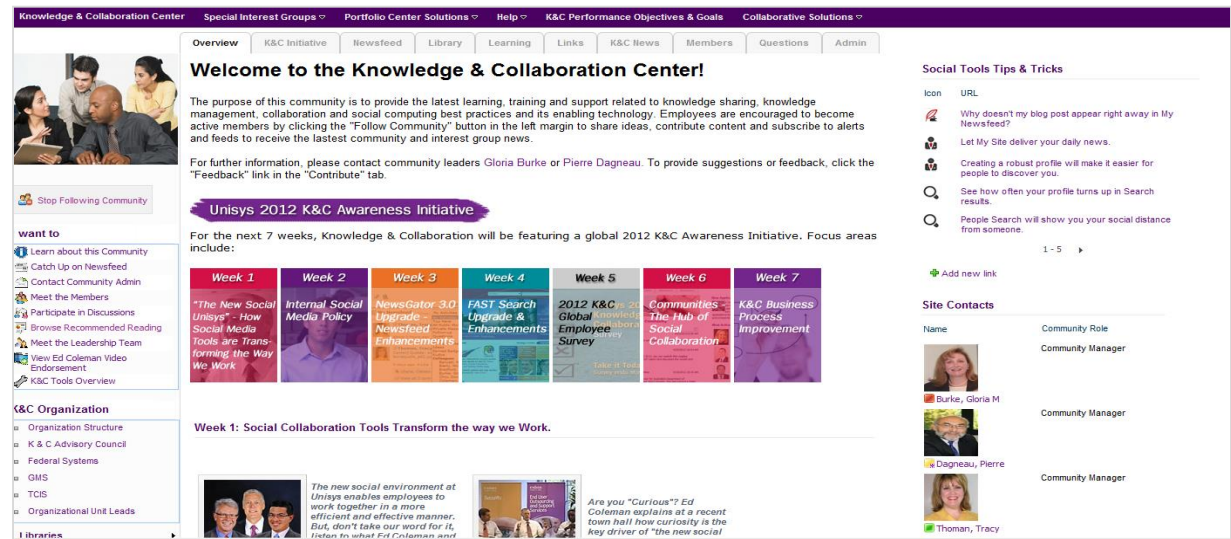 Knowledge & Collaboration Center Special Interest Groups Portfolio Center Solutions Help K&C Performance Objectives & Goals Collaborative Solutions
Overview K&C Initiative Newsfeed Library Learning Links K&C News Members Questions Admin
Welcome to the Knowledge & Collaboration Center!
The purpose of this community is to provide the latest learning, training and support related to knowledge sharing, knowledge
management, collaboration and social computing best practices and its enabling technology. Employees are encouraged to become
active members by clicking the "Follow Community" button in the left margin to share ideas, contribute content and subscribe to alerts
and feeds to receive the lastest community and interest group news.
For further information, please contact community leaders Gloria Burke or Pierre Dagneau. To provide suggestions or feedback, click the
"Feedback" link in the "Contribute" tab.
Unisys 2012 K&C Awareness Initiative
For the next 7 weeks, Knowledge & Collaboration will be featuring a global 2012 K&C Awareness Initiative. Focus areas
include:
Week 1
"The New Social
Unisys" - How
Social Media
Tools are Trans-
forming the Way
We Work
Week 2
Internal Social
Media Policy
Week 3
NewsGator 3.0
Upgrade -
Newsfeed
Enhancements
Week 4
FAST Search
Upgrade &
Enhancements
Week 5
2012 K&C
Global
Employee
Survey
Week 6
Communities -
The Hub of
Social
Collaboration
Week 7
K&C Business
Process
Improvement
Week 1: Social Collaboration Tools Transform the way we Work.
The new social environment at
Unisys enables employees to
work together in a more
efficient and effective manner.
But, don't take our word for it,
listen to what Ed Coleman and
Are you "Curious"? Ed
Coleman explains at a recent
town hall how curiosity is the
key driver of "the new social
Stop Following Community
want to
Learn about this Community
Catch Up on Newsfeed
Contact Community Admin
Meet the Members
Participate in Discussions
Browse Recommended Reading
Meet the Leadership Team
View Ed Coleman Video
Endorsement
K&C Tools Overview
K&C Organization
Organization Structure
K & C Advisory Council
Federal Systems
GMS
TCIS
Organizational Unit Leads
Libraries
Social Tools Tips & Tricks
Icon URL
Why doesn't my blog post appear right away in My
Newsfeed?
Let My Site deliver your daily news.
Creating a robust profile will make it easier for
people to discover you.
See how often your profile turns up in Search
results.
People Search will show you your social distance
from someone.
1 - 5
Add new link
Site Contacts
Name Community Role
Community Manager
Burke, Gloria M
Community Manager
Dagneau, Pierre
Community Manager
Thoman, Tracy